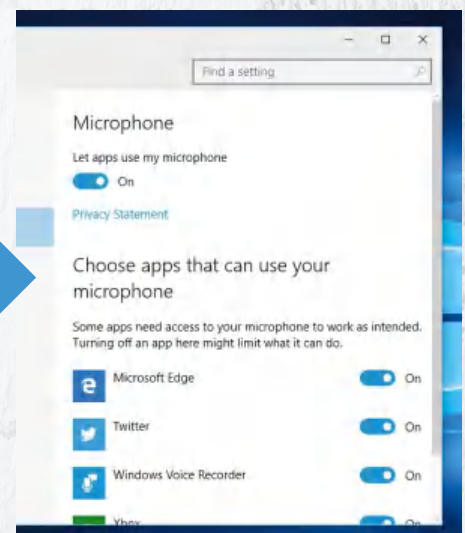 Find a setting
Microphone
Let apps use my microphone
On
Privacy Statement
Choose apps that can use your
microphone
Some apps need access to your microphone to work as intended.
Turning off an app here might limit what it can do.
Microsoft Edge On
Twitter On
Windows Voice Recorder On
Xbox On